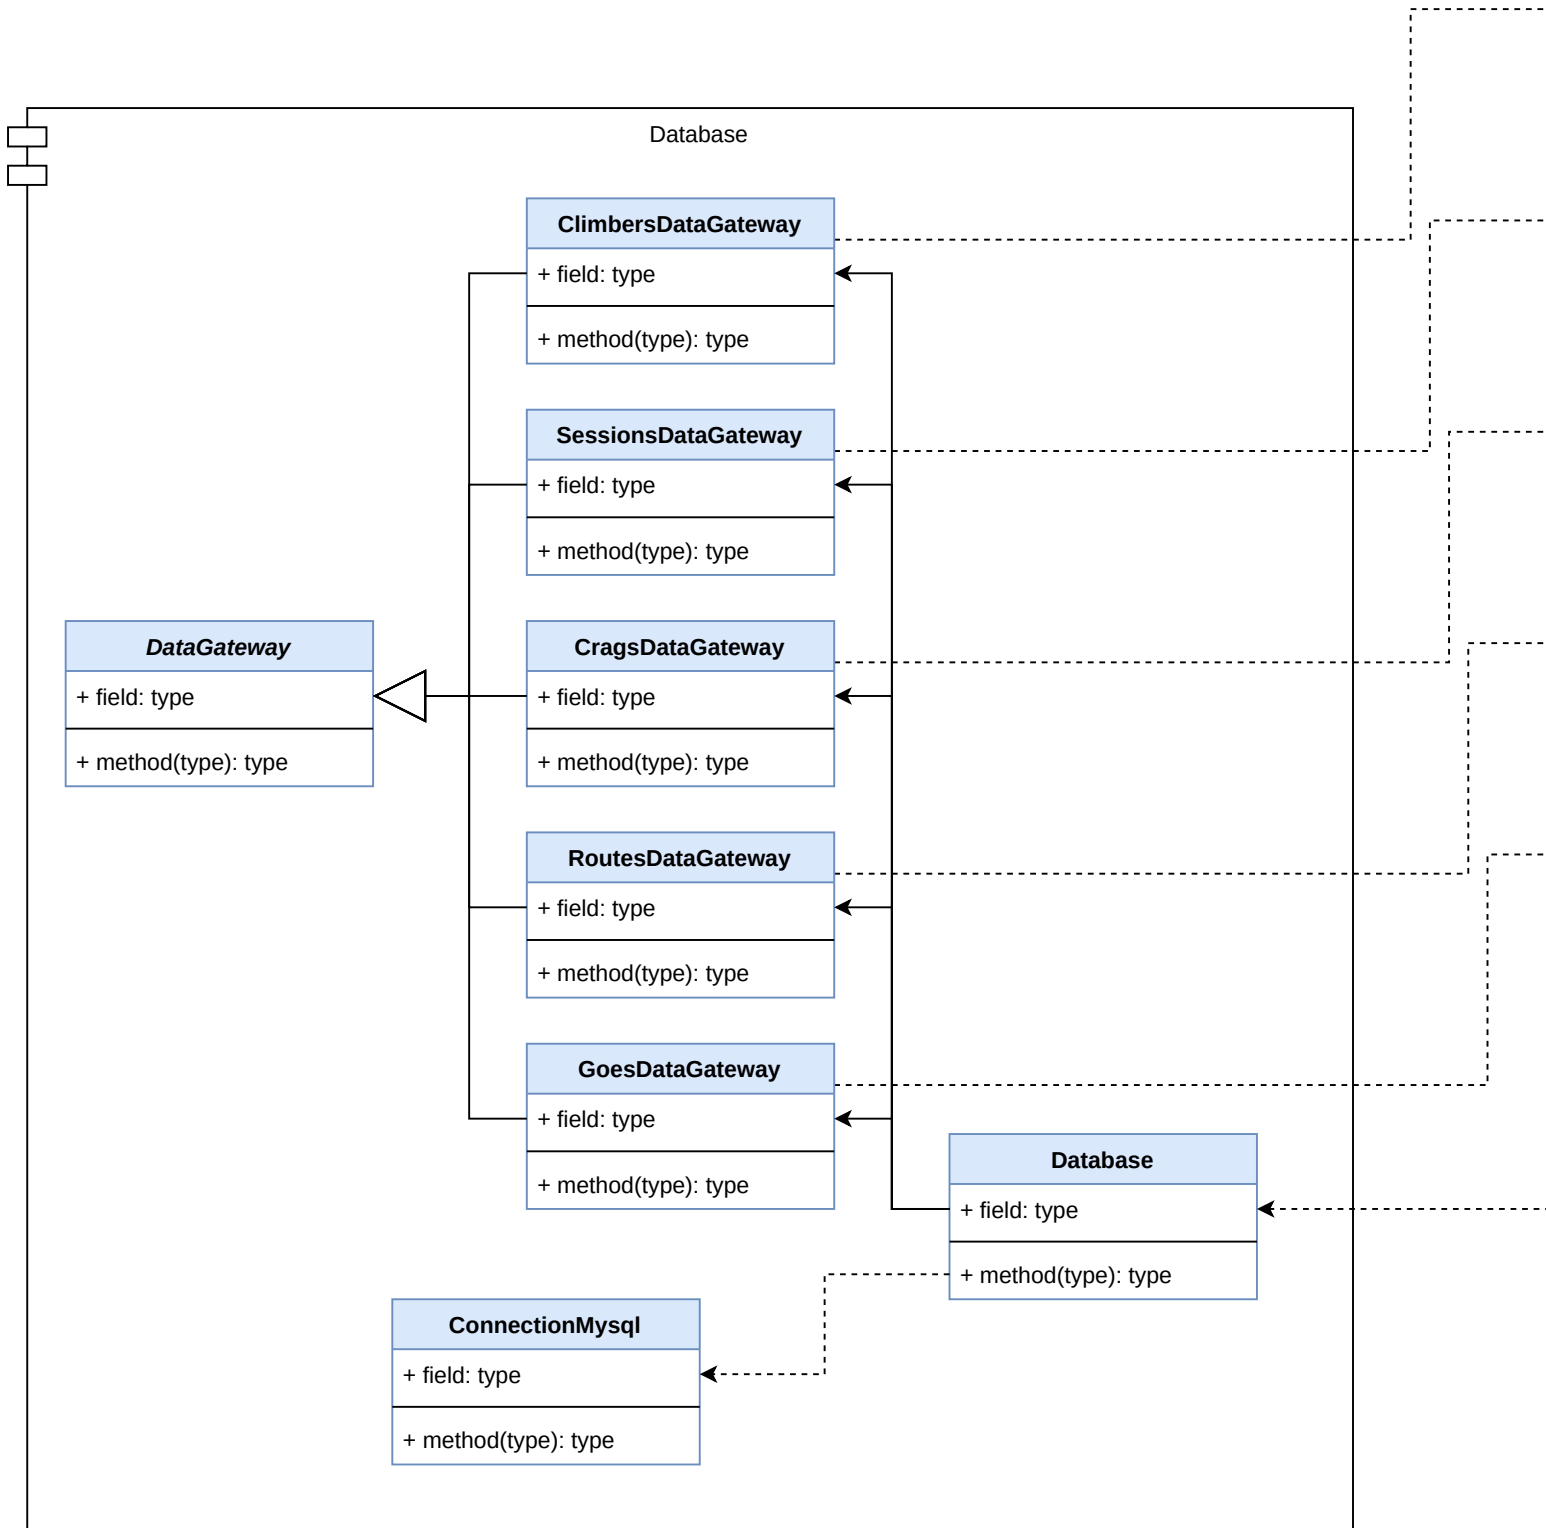 Database
ClimbersDataGateway
+ field: type
+ method(type): type
SessionsDataGateway
+ field: type
+ method(type): type
DataGateway
+ field: type
+ method(type): type
CragsDataGateway
+ field: type
+ method(type): type
RoutesDataGateway
+ field: type
+ method(type): type
GoesDataGateway
+ field: type
+ method(type): type
Database
+ field: type
+ method(type): type
ConnectionMysql
+ field: type
+ method(type): type